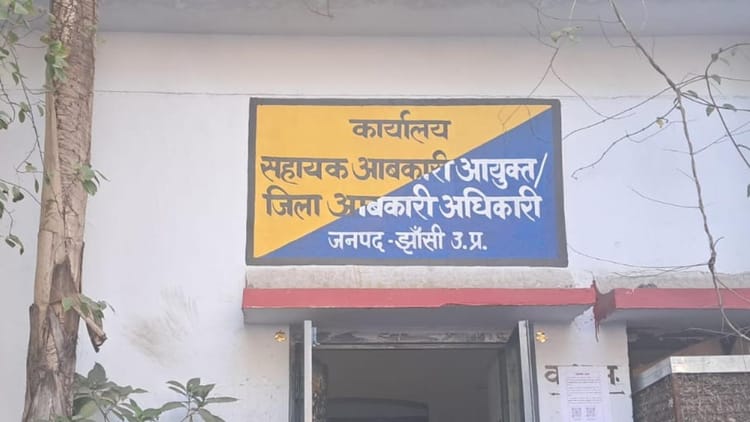 कार्यालय
सहायक आबकारी आयुक्त/
जिला आबकारी अधिकारी
जनपद - झाँसी उ.प्र.